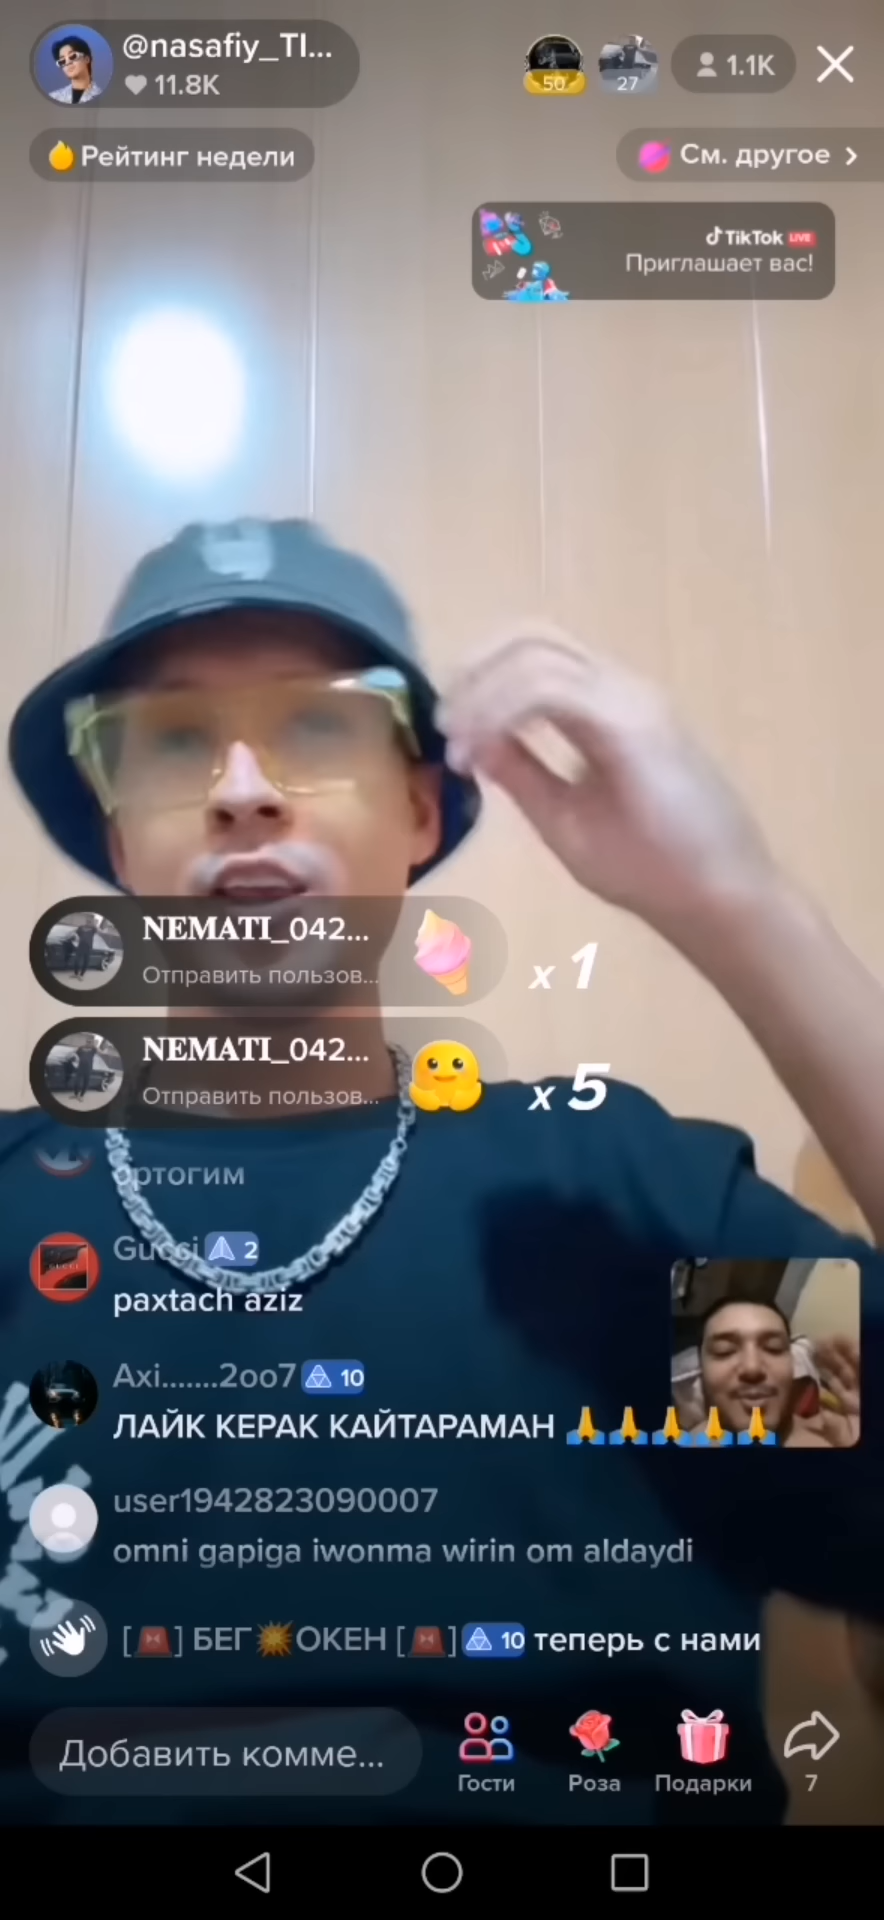 @nasafiy_TI...
11.8K
50
27
1.1K
Рейтинг недели
См. другое
TikTok LIVE
Приглашает вас!
NEMATI_042...
Отправить пользов...
x 1
NEMATI_042...
Отправить пользов...
x 5
ортогим
Gucci 2
paxtach aziz
Axi.......2oo7 10
ЛАЙК КЕРАК КАЙТАРАМАН 🙏🙏🙏🙏🙏
user1942823090007
omni gapiga iwonma wirin om aldaydi
[🚨] БЕГ💥ОКЕН [🚨] 10 теперь с нами
Добавить комме...
Гости
Роза
Подарки
7